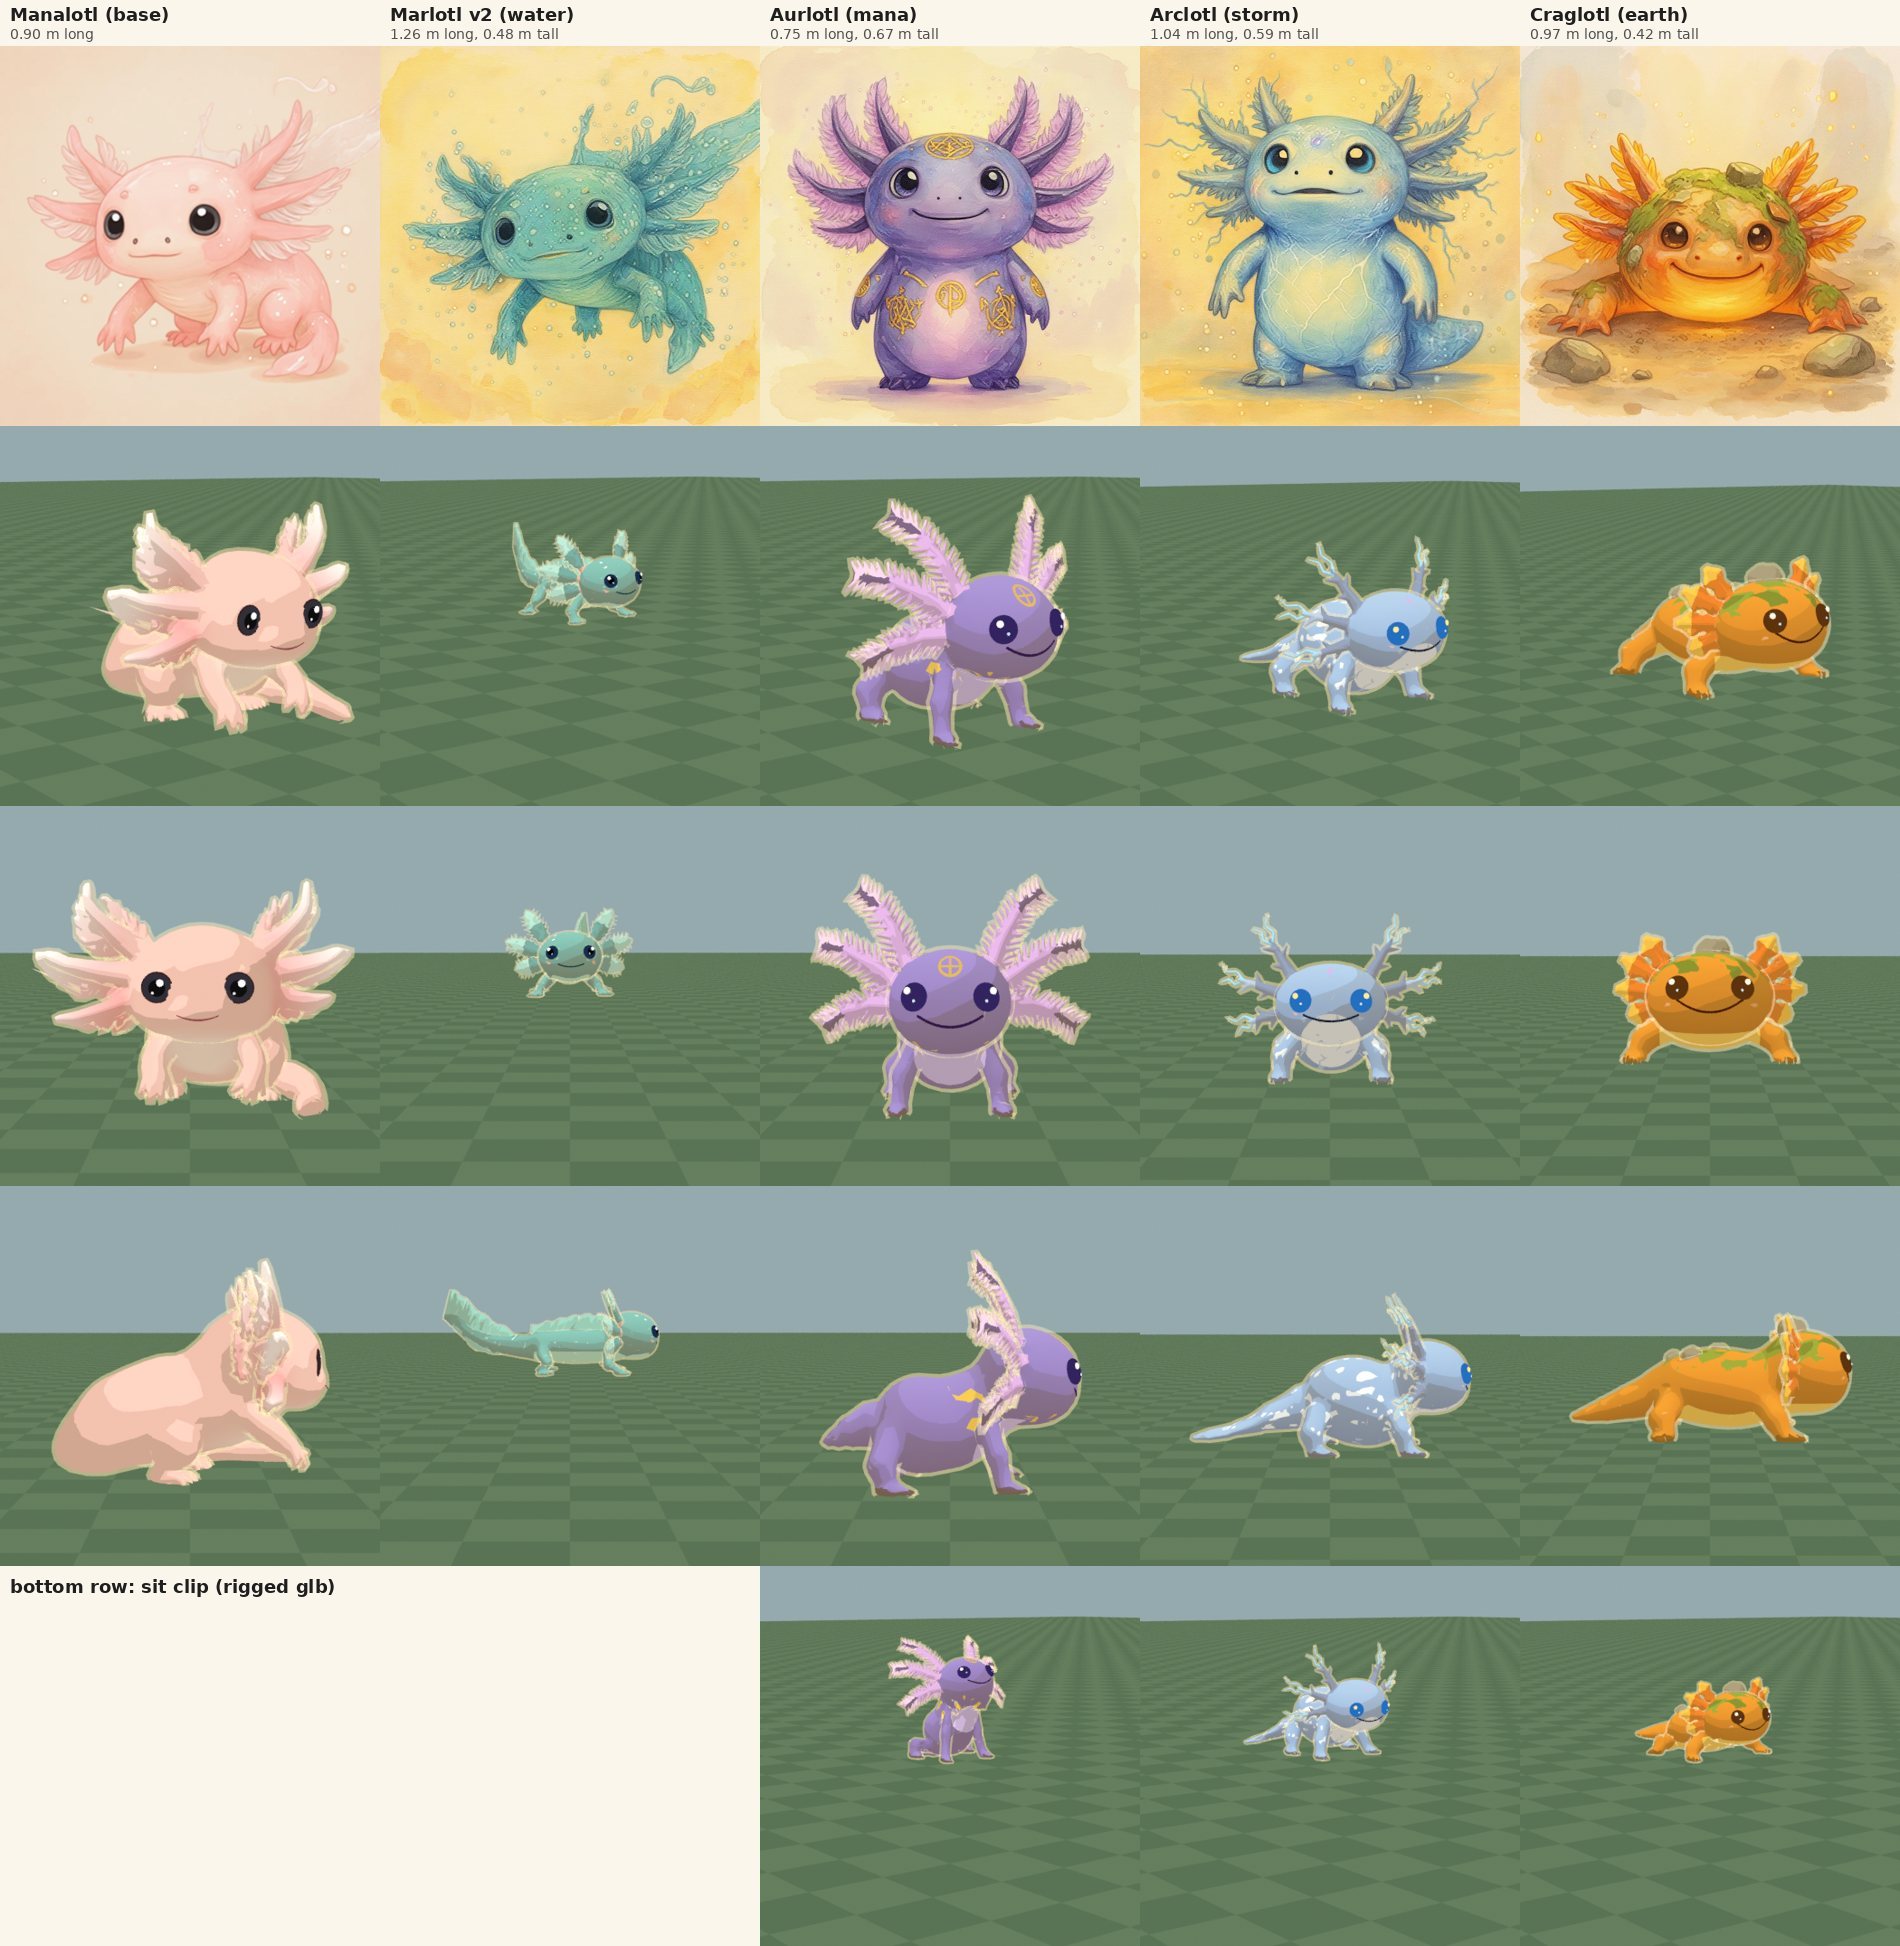 Manalotl (base)
0.90 m long
Marlotl v2 (water)
1.26 m long, 0.48 m tall
Aurlotl (mana)
0.75 m long, 0.67 m tall
Arclotl (storm)
1.04 m long, 0.59 m tall
Craglotl (earth)
0.97 m long, 0.42 m tall
bottom row: sit clip (rigged glb)